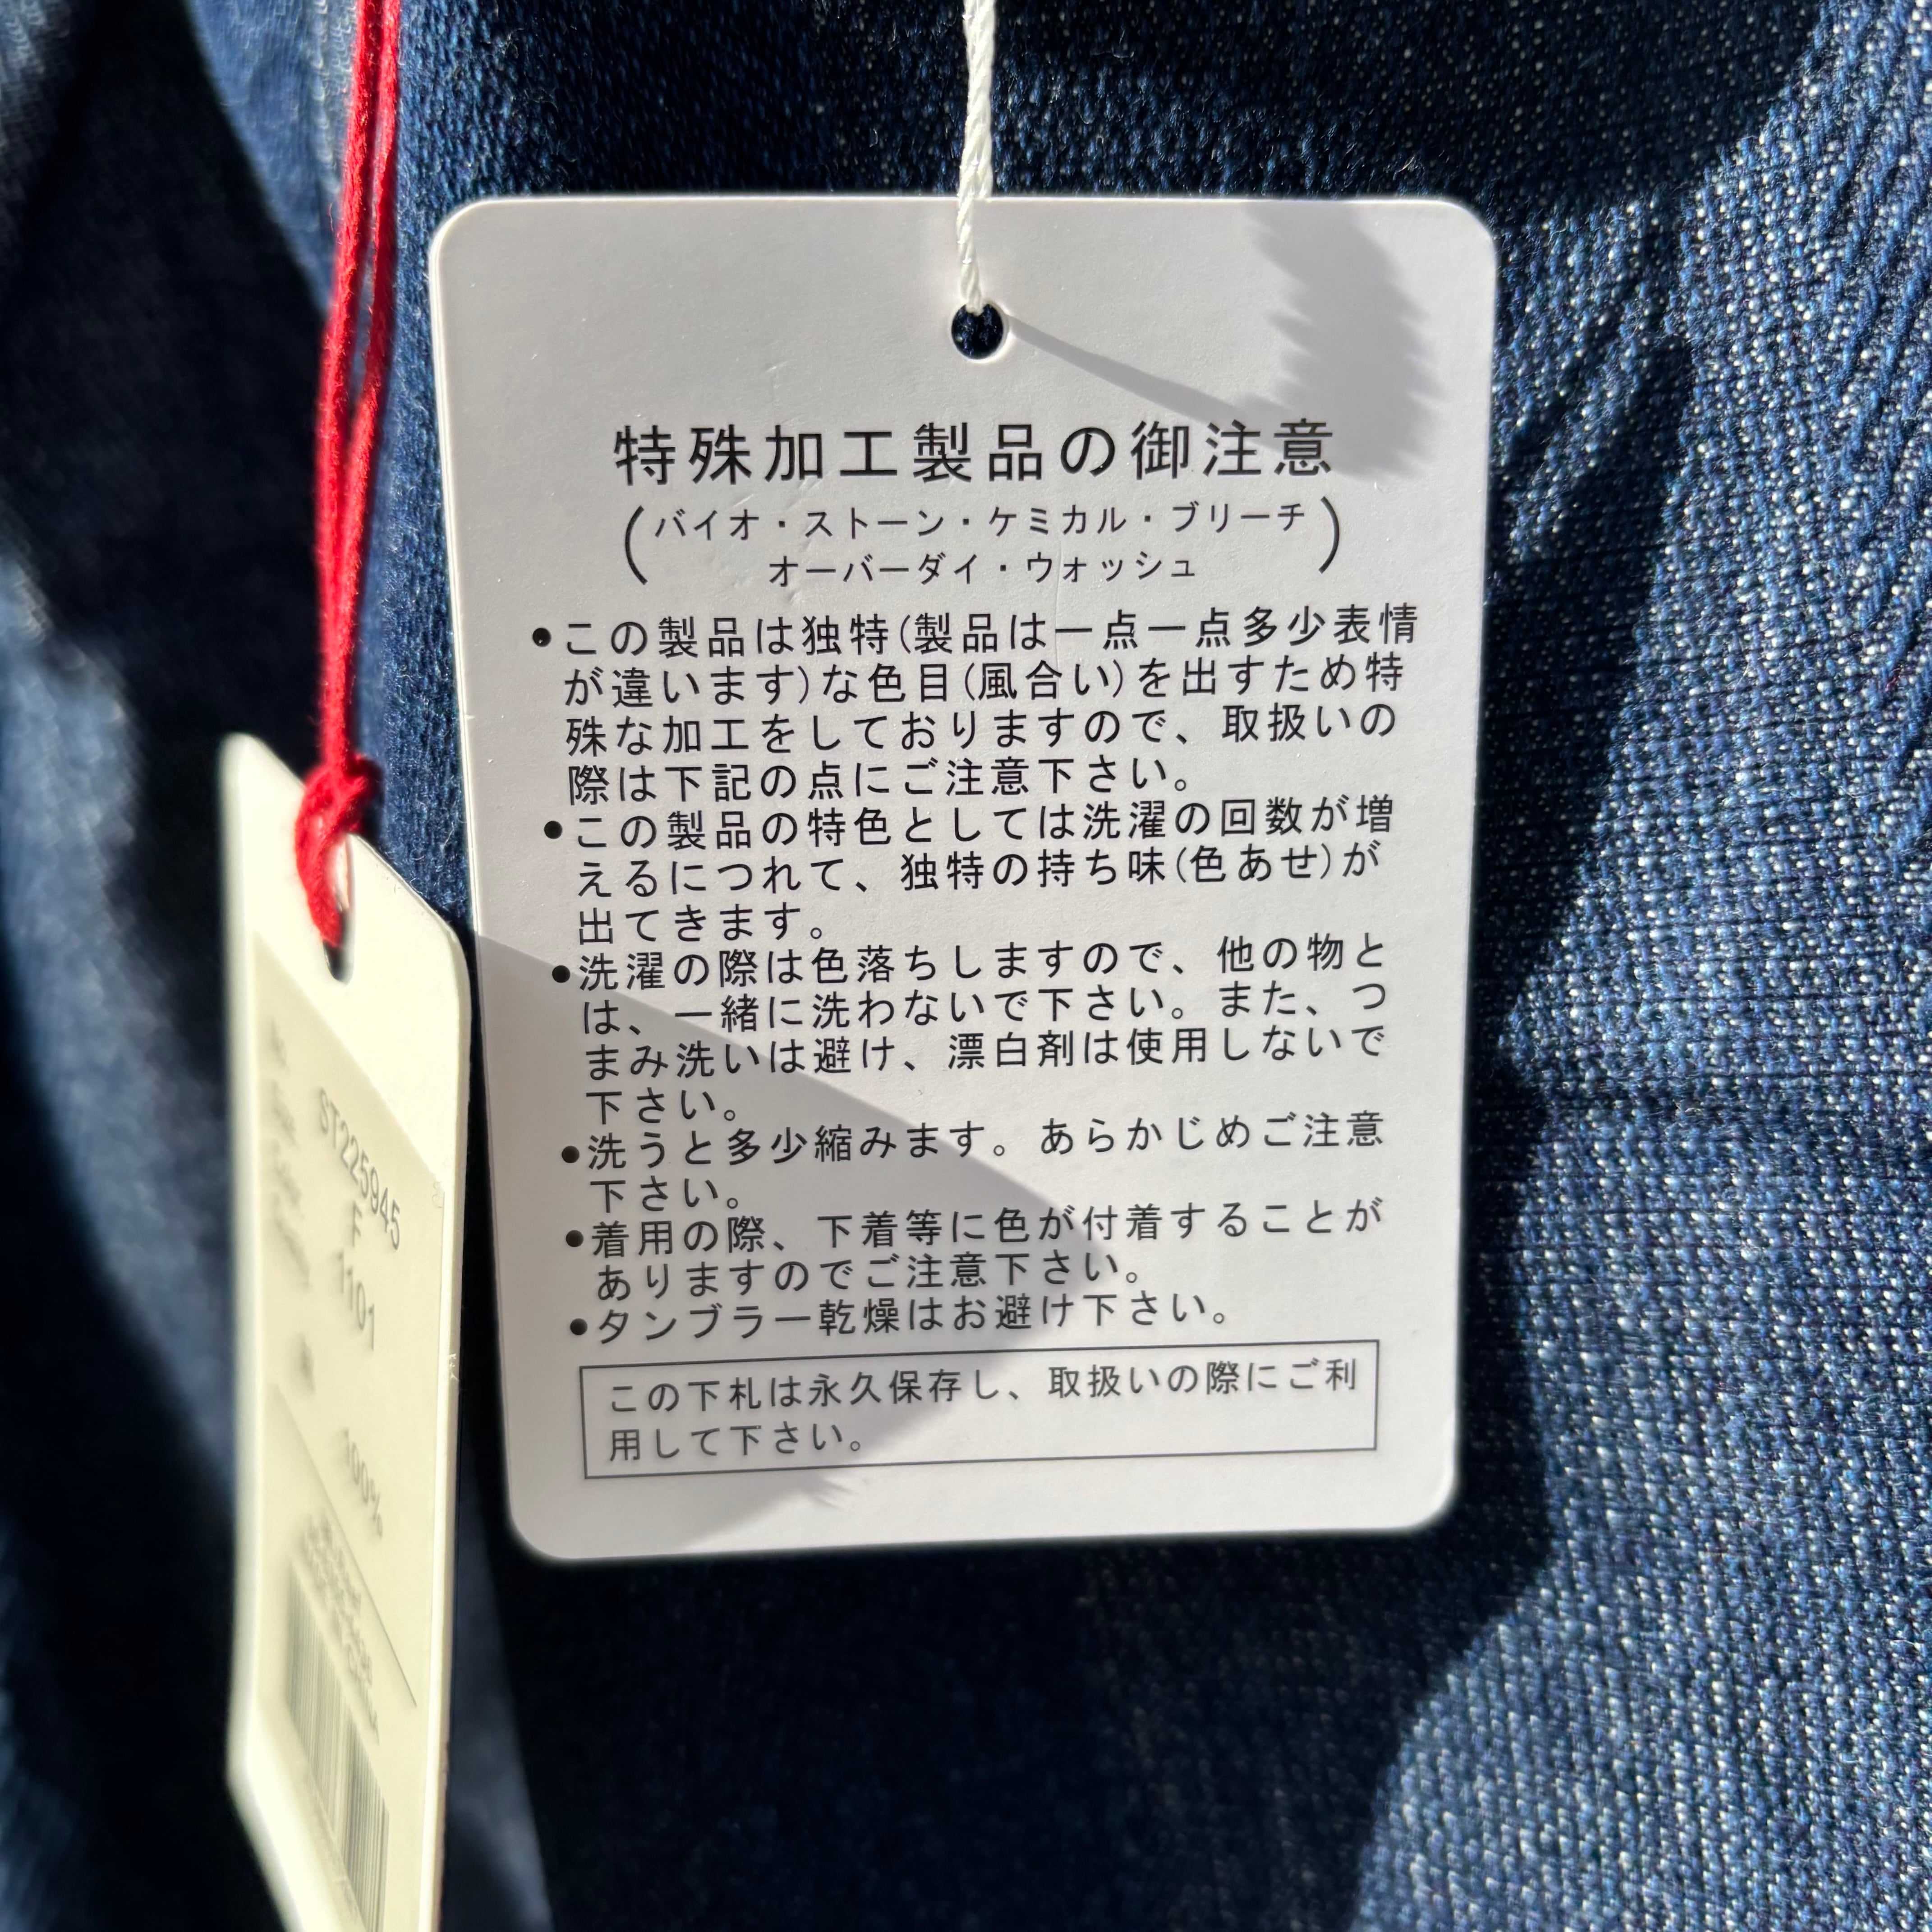 特殊加工製品の御注意
(バイオ・ストーン・ケミカル・ブリーチ
オーバーダイ・ウォッシュ)
•この製品は独特(製品は一点一点多少表情
が違います)な色目(風合い)を出すため特
殊な加工をしておりますので、取扱いの
際は下記の点にご注意下さい。
•この製品の特色としては洗濯の回数が増
えるにつれて、独特の持ち味(色あせ)が
出てきます。
•洗濯の際は色落ちしますので、他の物と
は、一緒に洗わないで下さい。また、つ
まみ洗いは避け、漂白剤は使用しないで
下さい。
•洗うと多少縮みます。あらかじめご注意
下さい。
•着用の際、下着等に色が付着することが
ありますのでご注意下さい。
•タンブラー乾燥はお避け下さい。
この下札は永久保存し、取扱いの際にご利
用して下さい。
ST225945
F
1101
100%